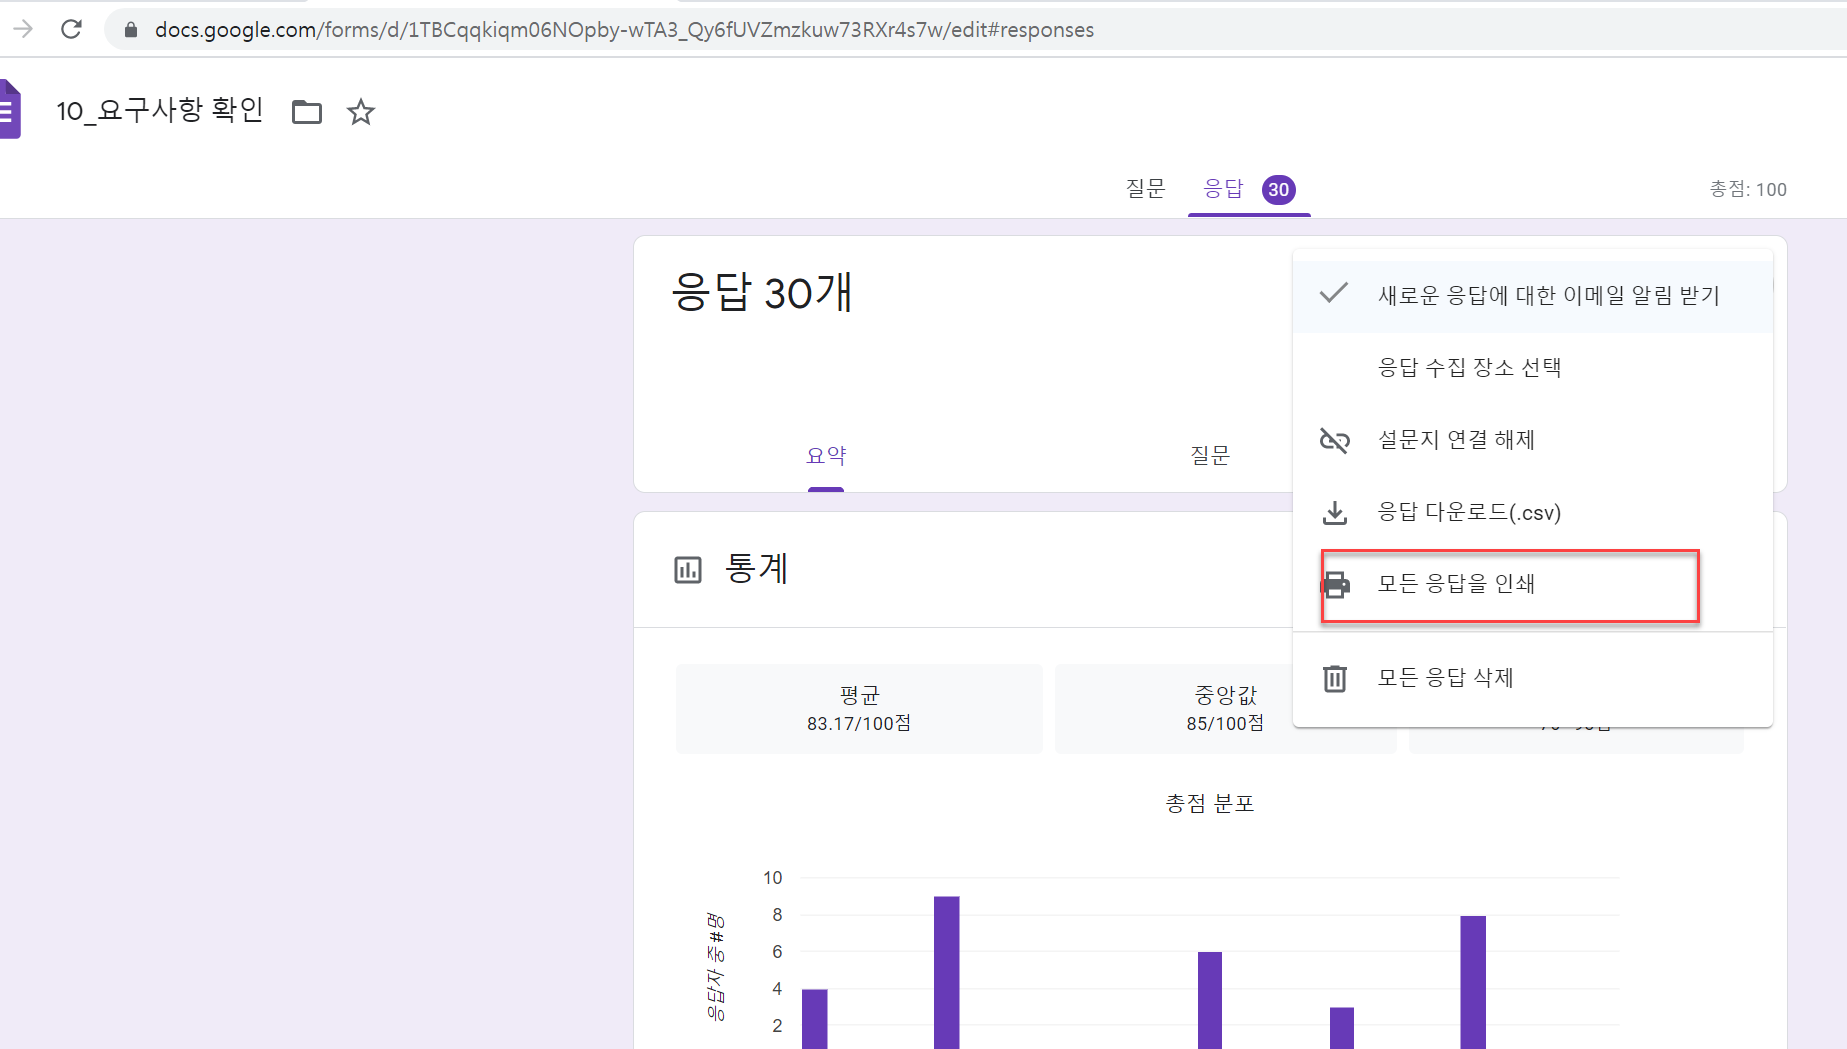 docs.google.com/forms/d/1TBCqqkiqm06NOpby-wTA3_Qy6fUVZmzkuw73RXr4s7w/edit#responses
10_요구사항 확인
질문
응답 30
총점: 100
응답 30개
요약
질문
새로운 응답에 대한 이메일 알림 받기
응답 수집 장소 선택
설문지 연결 해제
응답 다운로드(.csv)
모든 응답을 인쇄
모든 응답 삭제
통계
평균
83.17/100점
중앙값
85/100점
총점 분포
응답자 중 #명
10
8
6
4
2